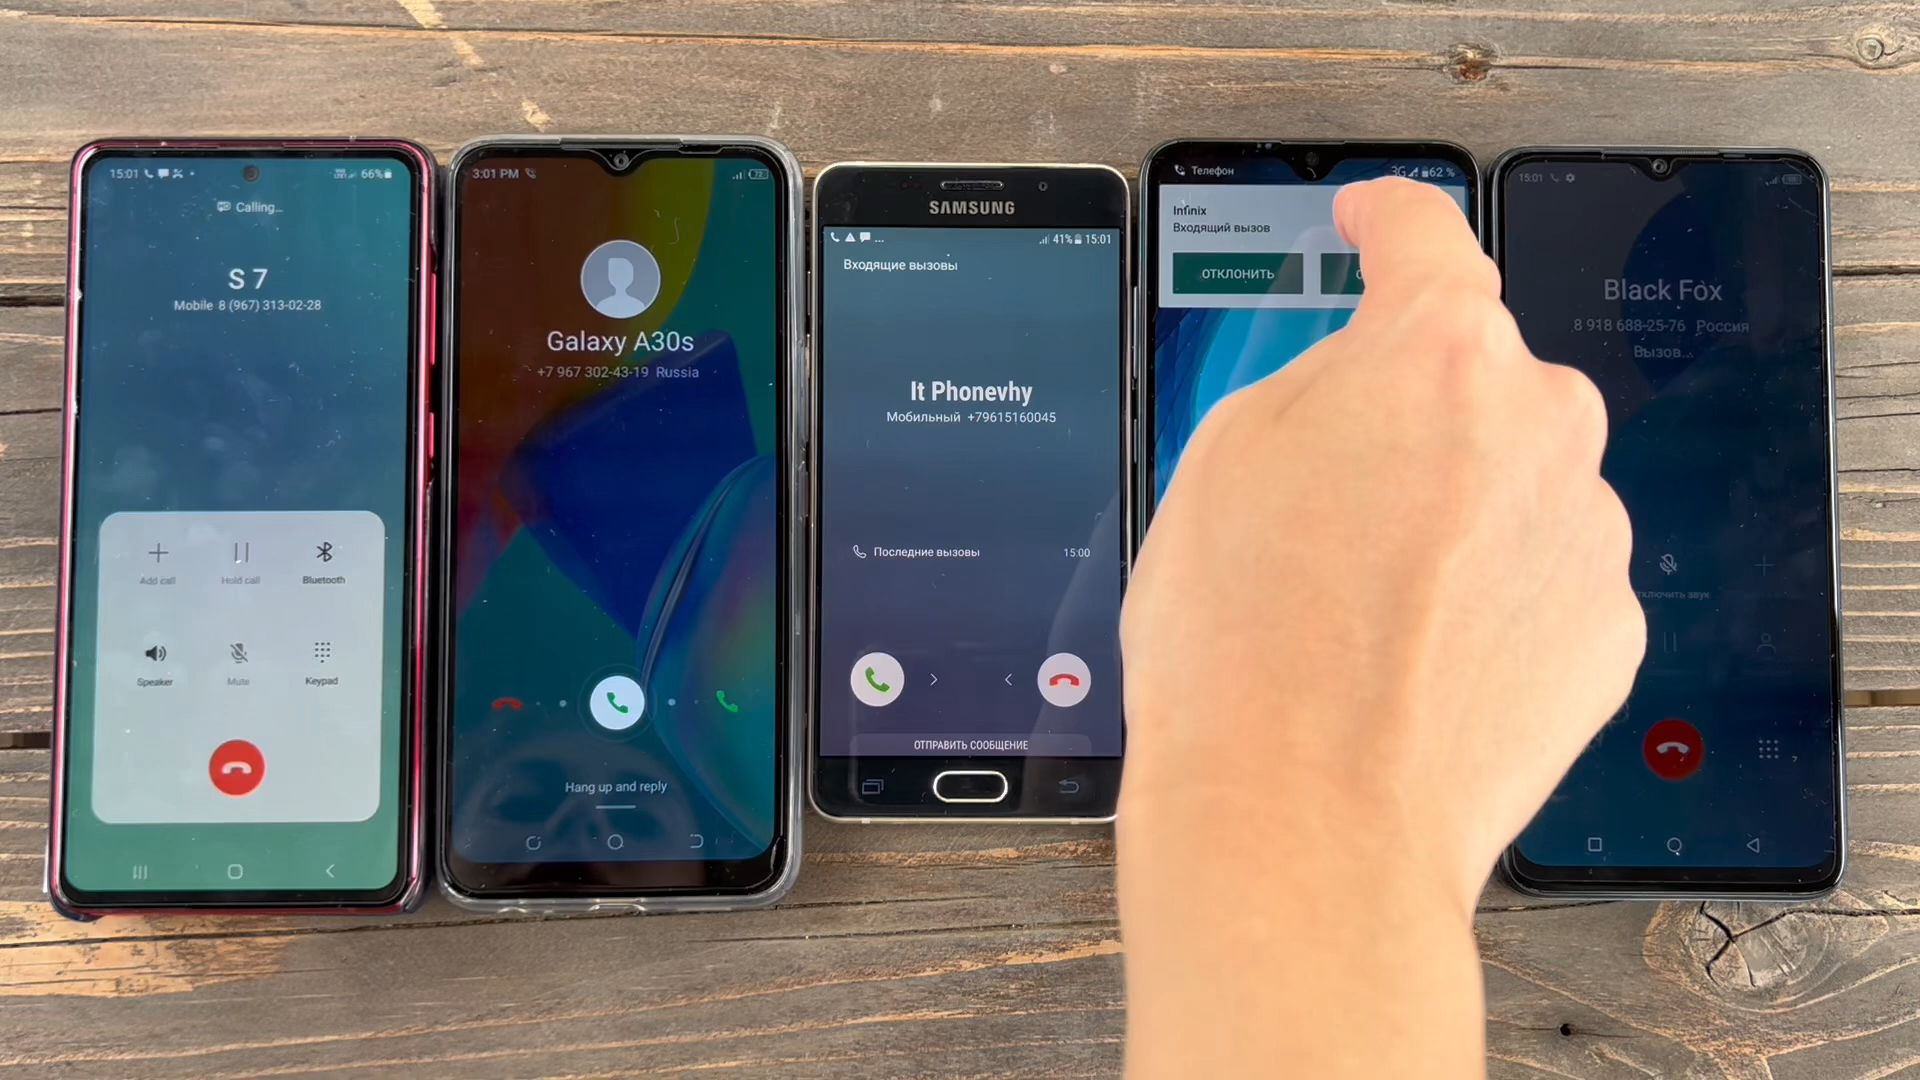 15:01
66%
Calling...
S 7
Mobile 8 (967) 313-02-28
Add call
Hold call
Bluetooth
Speaker
Mute
Keypad
3:01 PM
72
Galaxy A30s
+7 967 302-43-19 Russia
Hang up and reply
SAMSUNG
... 41% 15:01
Входящие вызовы
It Phonevhy
Мобильный +79615160045
Последние вызовы 15:00
ОТПРАВИТЬ СООБЩЕНИЕ
Телефон 3G 62 %
Infinix
Входящий вызов
ОТКЛОНИТЬ
15:01
Black Fox
8 918 688-25-76 Россия
Вызов...
тключить звук